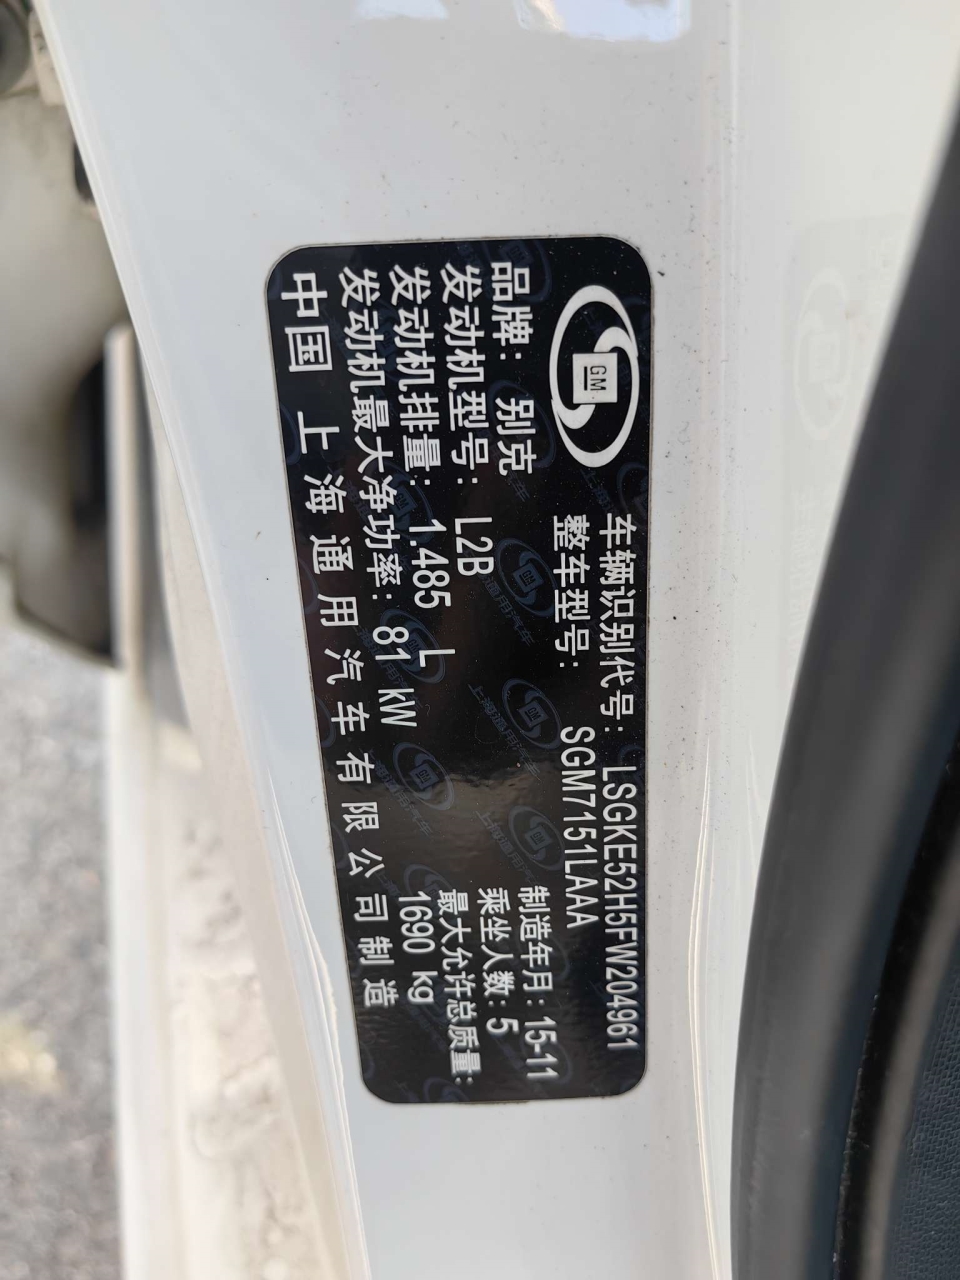 GM
车辆识别代号: LSGKE52H5FW204961
整车型号: SGM7151LAAA
品牌: 别克
制造年月: 15-11
发动机型号: L2B
乘坐人数: 5
发动机排量: 1.485 L
最大允许总质量:
1690 kg
发动机最大净功率: 81 kW
中国 上海通用汽车有限公司制造